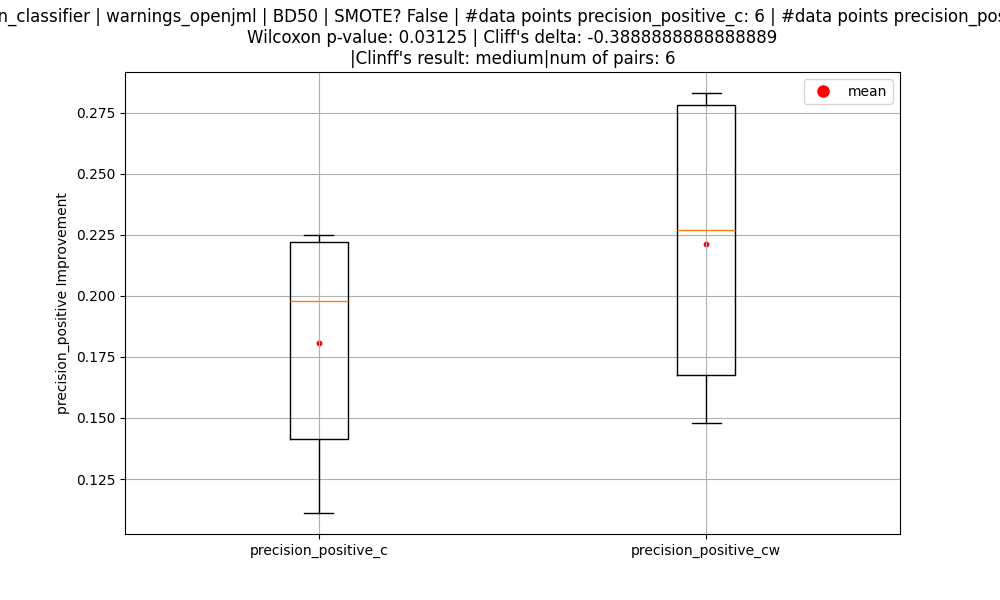 | warnings_openjml | BD50 | SMOTE? False | #data points precision_positive_c: 6 | #data points
Wilcoxon p-value: 0.03125 | Cliff's delta: -0.3888888888888889
|Clinff's result: medium|num of pairs: 6
mean
0.275
0.250
0.225
0.200
0.175
0.150
0.125
precision_positive Improvement
precision_positive_c
precision_positive_cw